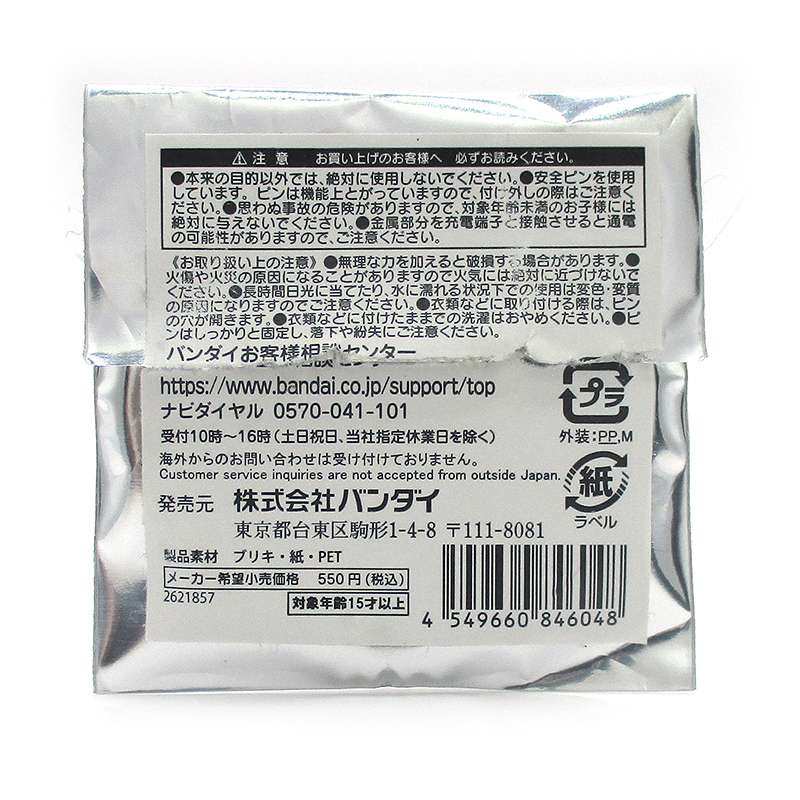 ⚠ 注 意 お買い上げのお客様へ 必ずお読みください。
●本来の目的以外では、絶対に使用しないでください。●安全ピンを使用
しています。ピンは機能上とがっていますので、付け外しの際はご注意く
ださい。●思わぬ事故の危険がありますので、対象年齢未満のお子様には
絶対に与えないでください。●金属部分を充電端子と接触させると通電
の可能性がありますので、ご注意ください。
《お取り扱い上の注意》●無理な力を加えると破損する場合があります。●
火傷や火災の原因になることがありますので火気には絶対に近づけないで
ください。●長時間日光に当てたり、水に濡れる状況下での使用は変色・変質
の原因になりますのでご注意ください。●衣類などに取り付ける際は、ピン
の穴が開きます。●衣類などに付けたままでの洗濯はおやめください。●ピ
ンはしっかりと固定し、落下や紛失にご注意ください。
バンダイお客様相談センター
https://www.bandai.co.jp/support/top
ナビダイヤル 0570-041-101
受付10時～16時(土日祝日、当社指定休業日を除く)
海外からのお問い合わせは受け付けておりません。
Customer service inquiries are not accepted from outside Japan.
プラ
外装:PP,M
紙
ラベル
発売元 株式会社バンダイ
東京都台東区駒形1-4-8 〒111-8081
製品素材 ブリキ・紙・PET
メーカー希望小売価格 550円(税込)
2621857 対象年齢15才以上
4 549660 846048